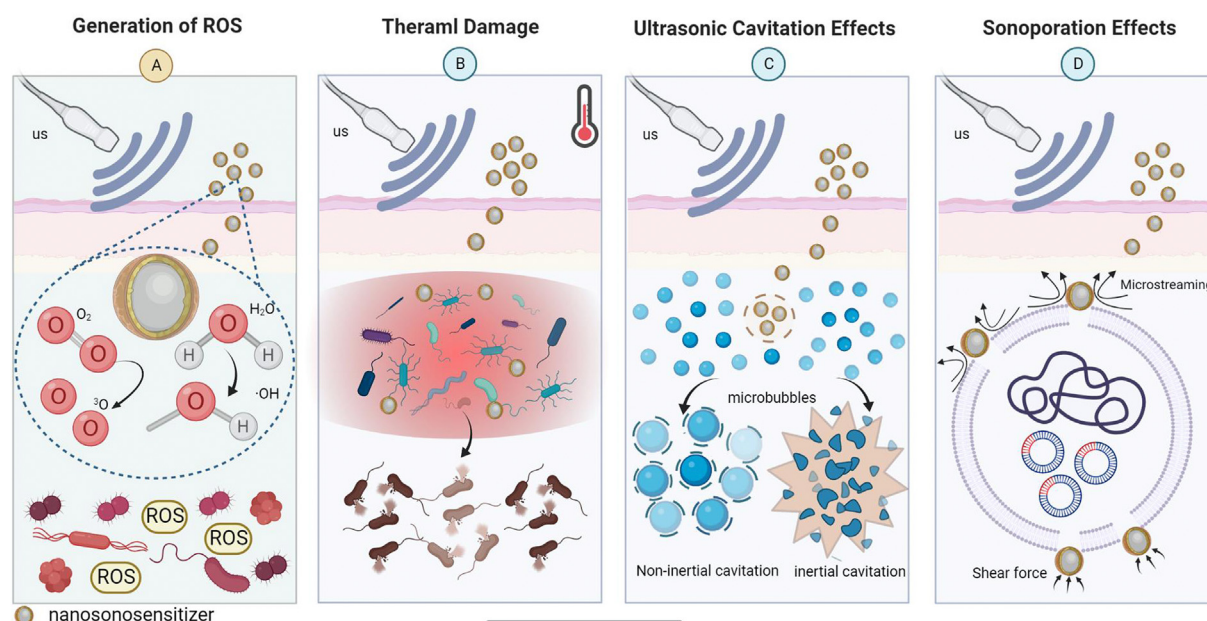 Generation of ROS
Theraml Damage
Ultrasonic Cavitation Effects
Sonoporation Effects
A
B
C
D
us
us
us
us
O₂
O
O
H₂O
O
H
H
³O
O
O
·OH
O
H
ROS
ROS
ROS
microbubbles
Non-inertial cavitation
inertial cavitation
Microstreaming
Shear force
nanosonosensitizer